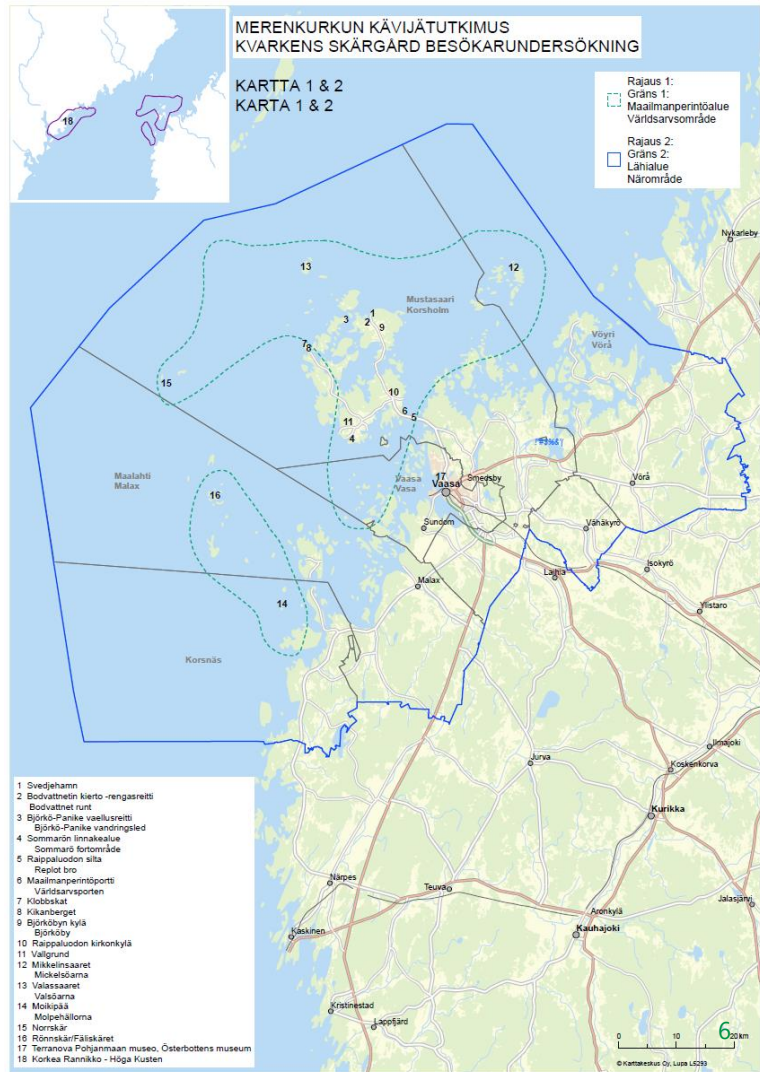 MERENKURKUN KÄVIJÄTUTKIMUS
KVARKENS SKÄRGÅRD BESÖKARUNDERSÖKNING
KARTTA 1 & 2
KARTA 1 & 2
18
Rajaus 1:
Gräns 1:
Maailmanperintöalue
Världsarvsområde
Rajaus 2:
Gräns 2:
Lähialue
Närområde
Nykarleby
13
12
Mustasaari
Korsholm
1
3
2
9
Vöyri
Vörå
7
8
15
10
6
5
11
4
Maalahti
Malax
Vaasa
Vasa
17
Smedsby
Vaasa
Vörå
16
Sundom
Vähäkyrö
Isokyrö
Laihia
Malax
Ylistaro
14
Korsnäs
Ilmajoki
Jurva
Koskenkorva
Kurikka
Närpes
Teuva
Jalasjärvi
Aronkylä
Kaskinen
Kauhajoki
Kristinestad
Lappfjärd
1 Svedjehamn
2 Bodvattnetin kierto -rengasreitti
Bodvattnet runt
3 Björkö-Panike vaellusreitti
Björkö-Panike vandringsled
4 Sommarön linnakealue
Sommarö fortområde
5 Raippaluodon silta
Replot bro
6 Maailmanperintöportti
Världsarvsporten
7 Klobbskat
8 Kikanberget
9 Björköbyn kylä
Björköby
10 Raippaluodon kirkonkylä
11 Vallgrund
12 Mikkelinsaaret
Mickelsöarna
13 Valassaaret
Valsöarna
14 Moikipää
Molpehällorna
15 Norrskär
16 Rönnskär/Fäliskäret
17 Terranova Pohjanmaan museo, Österbottens museum
18 Korkea Rannikko - Höga Kusten
0 10 20km
6
© Karttakeskus Oy, Lupa L5293